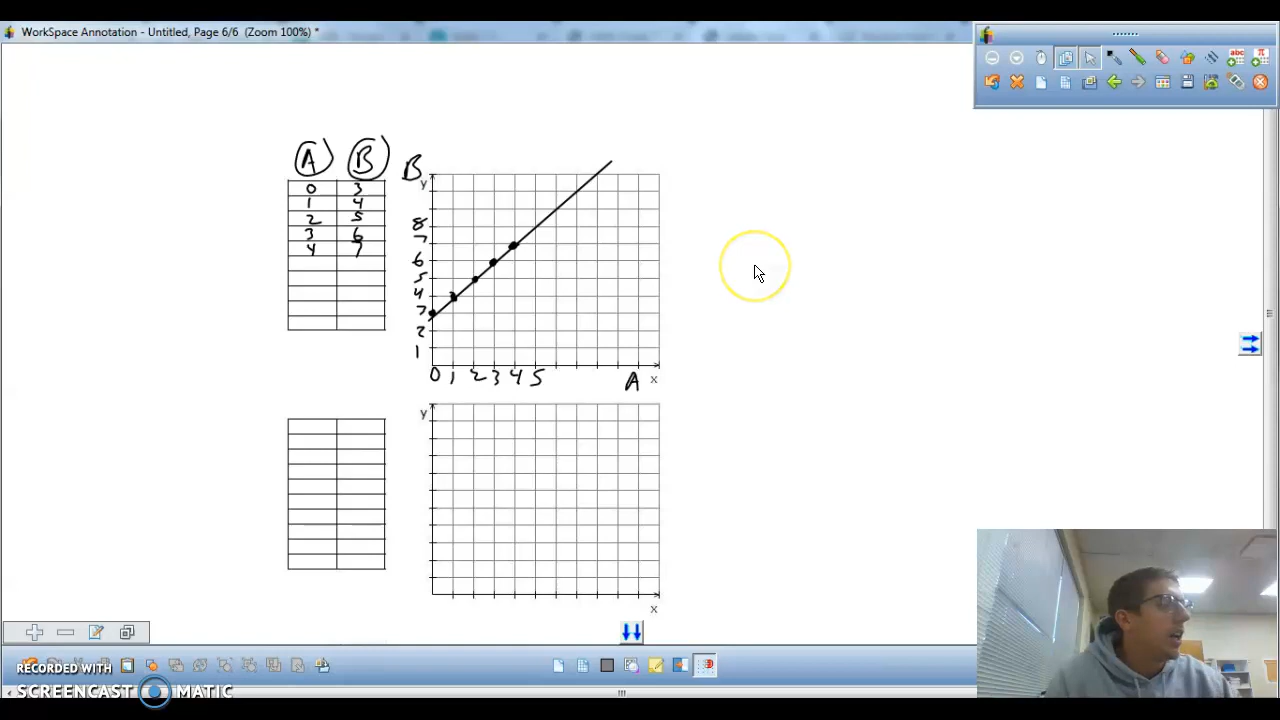 WorkSpace Annotation - Untitled, Page 6/6 (Zoom 100%) *
abc
π
A B
0 3
1 4
2 5
3 6
4 7
B
y
8
7
6
5
4
3
2
1
0 1 2 3 4 5 A x
y
x
RECORDED WITH
SCREENCAST MATIC